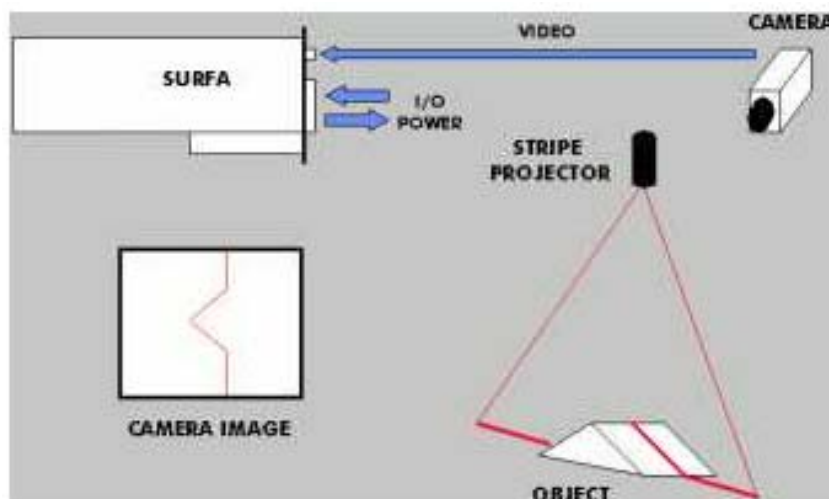 CAMERA
VIDEO
SURFA
I/O
POWER
STRIPE
PROJECTOR
CAMERA IMAGE
OBJECT